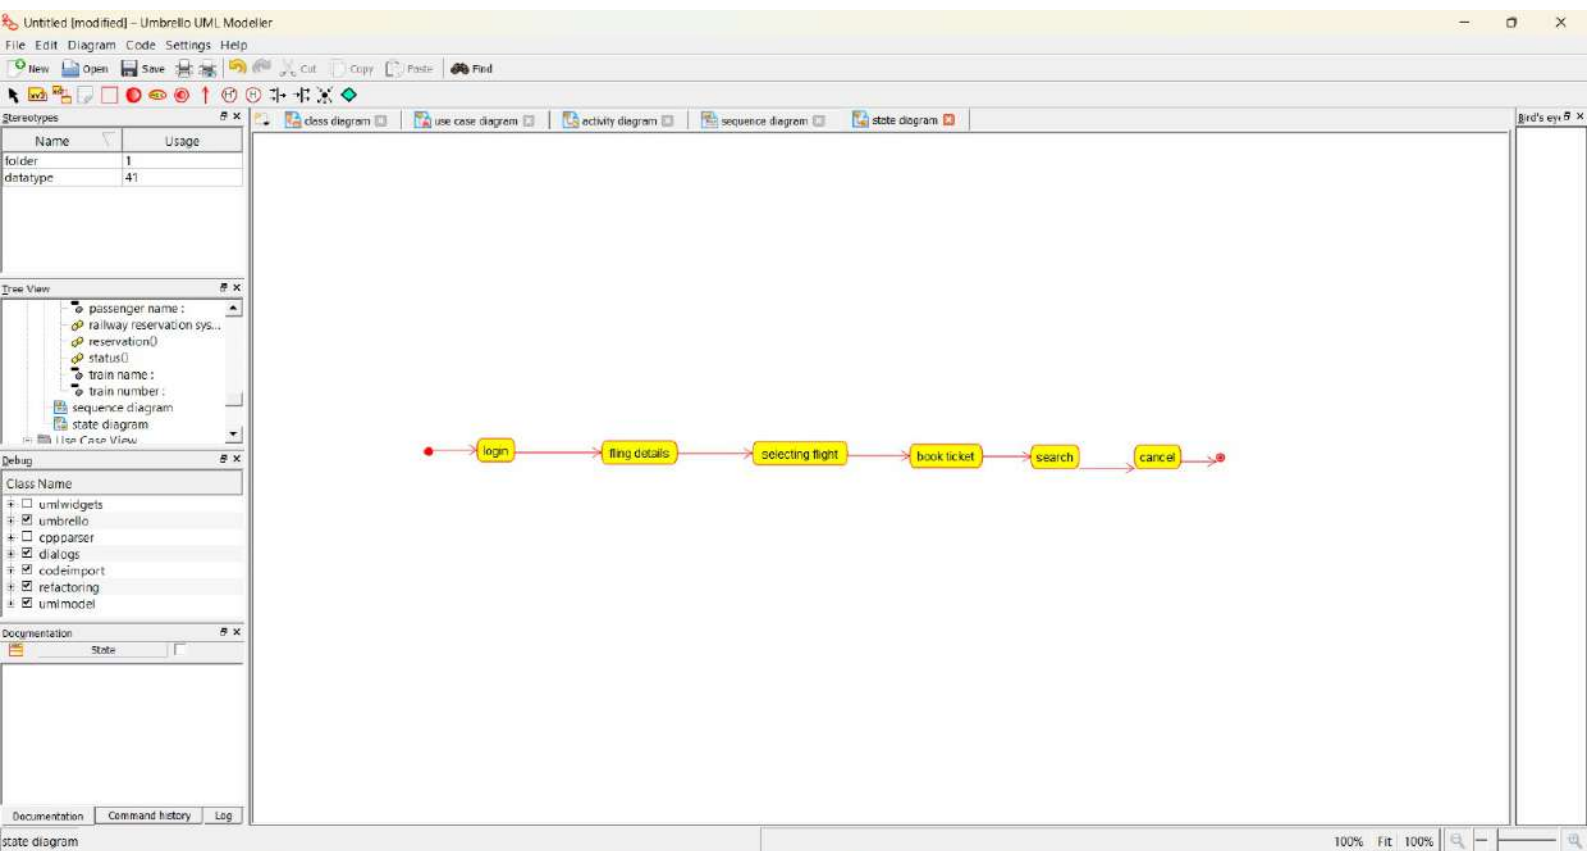 Untitled [modified] – Umbrello UML Modeller
File Edit Diagram Code Settings Help
New Open Save Cut Copy Paste Find
Stereotypes
class diagram use case diagram activity diagram sequence diagram state diagram
Bird's eye
Name Usage
folder 1
datatype 41
Tree View
passenger name :
railway reservation sys...
reservation()
status()
train name :
train number :
sequence diagram
state diagram
Use Case View
login fling details selecting flight book ticket search cancel
Debug
Class Name
umlwidgets
umbrello
cppparser
dialogs
codeimport
refactoring
umlmodel
Documentation
State
Documentation Command history Log
state diagram
100% Fit 100%